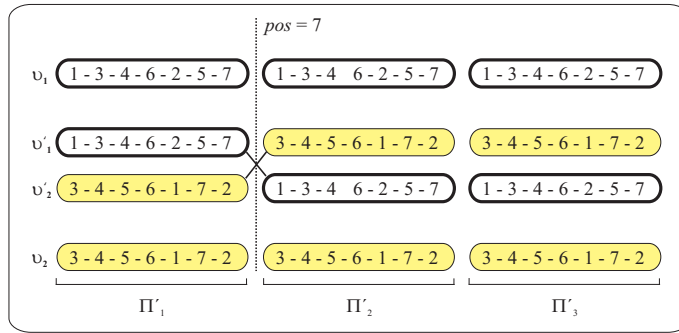 pos = 7
υ₁ 1 - 3 - 4 - 6 - 2 - 5 - 7 1 - 3 - 4 6 - 2 - 5 - 7 1 - 3 - 4 - 6 - 2 - 5 - 7
υ′₁ 1 - 3 - 4 - 6 - 2 - 5 - 7 3 - 4 - 5 - 6 - 1 - 7 - 2 3 - 4 - 5 - 6 - 1 - 7 - 2
υ′₂ 3 - 4 - 5 - 6 - 1 - 7 - 2 1 - 3 - 4 6 - 2 - 5 - 7 1 - 3 - 4 - 6 - 2 - 5 - 7
υ₂ 3 - 4 - 5 - 6 - 1 - 7 - 2 3 - 4 - 5 - 6 - 1 - 7 - 2 3 - 4 - 5 - 6 - 1 - 7 - 2
Π′₁ Π′₂ Π′₃